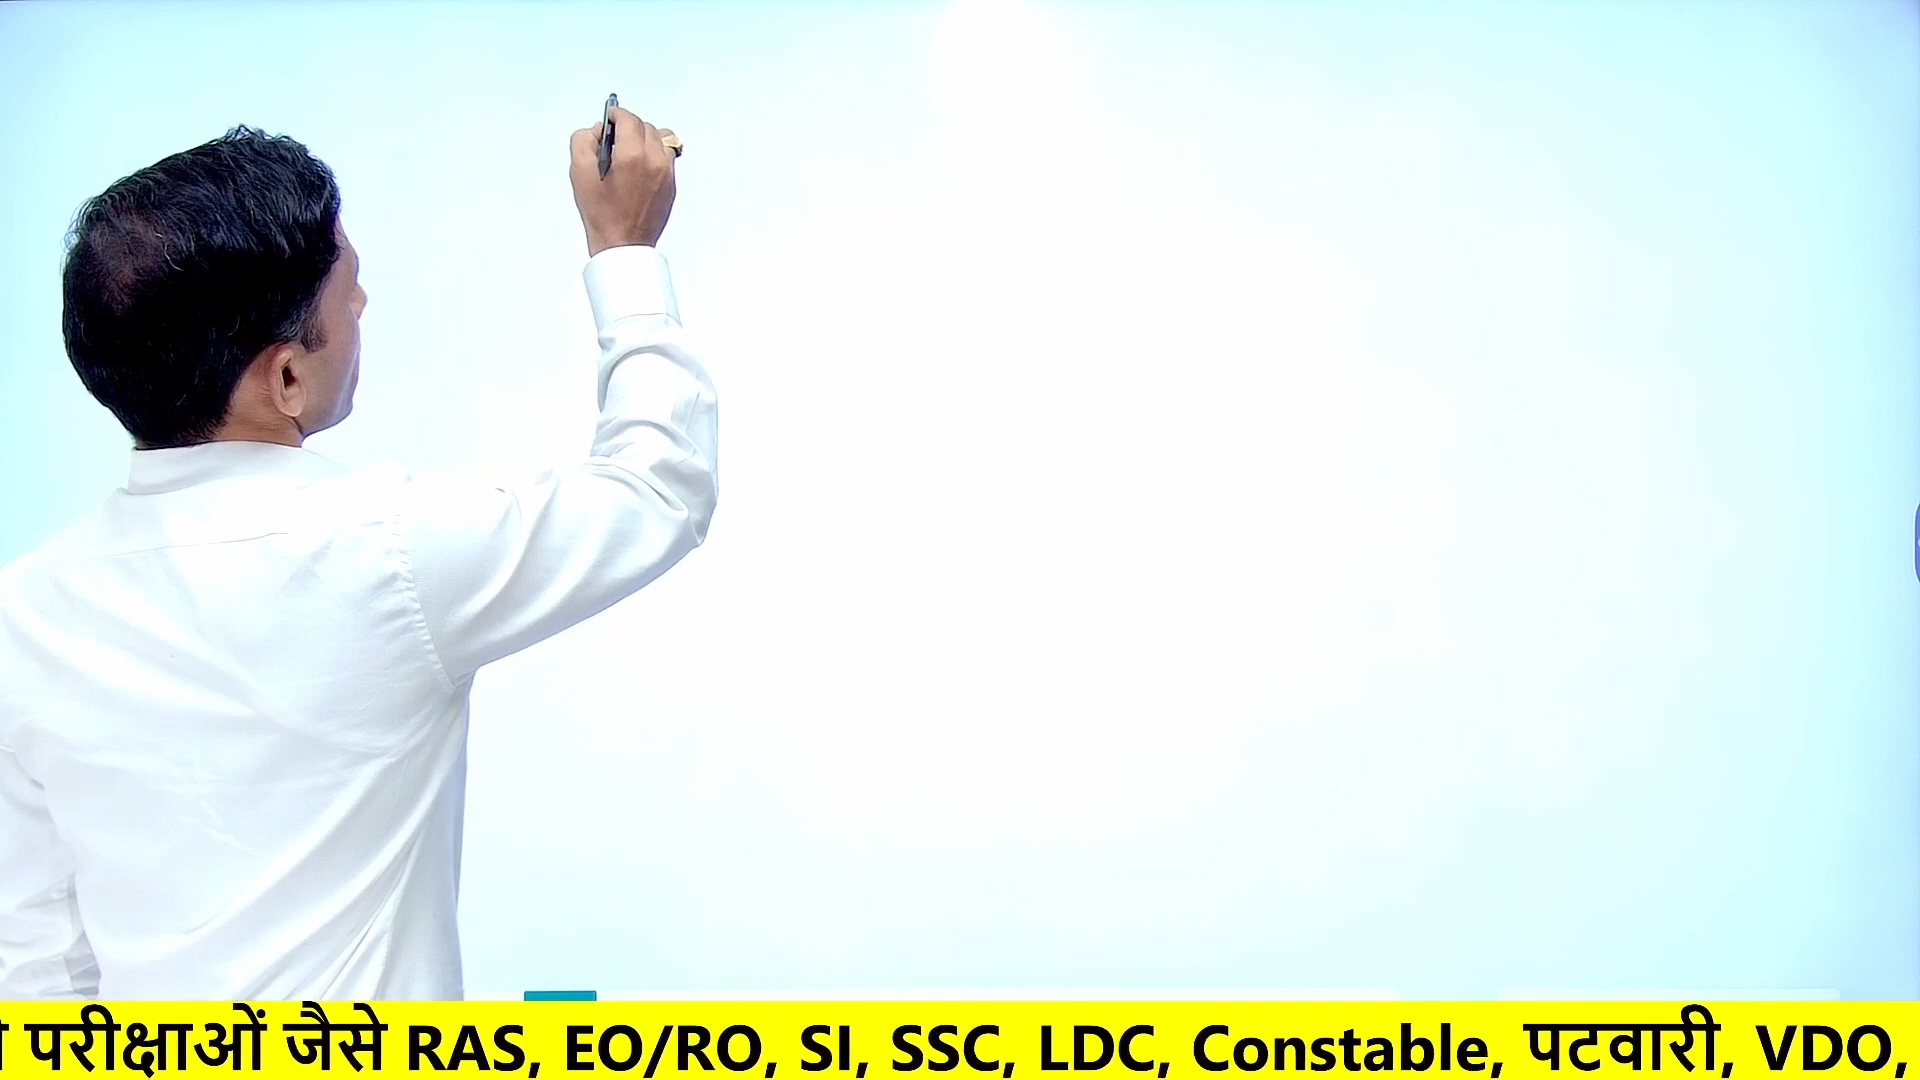 परीक्षाओं जैसे RAS, EO/RO, SI, SSC, LDC, Constable, पटवारी, VDO,